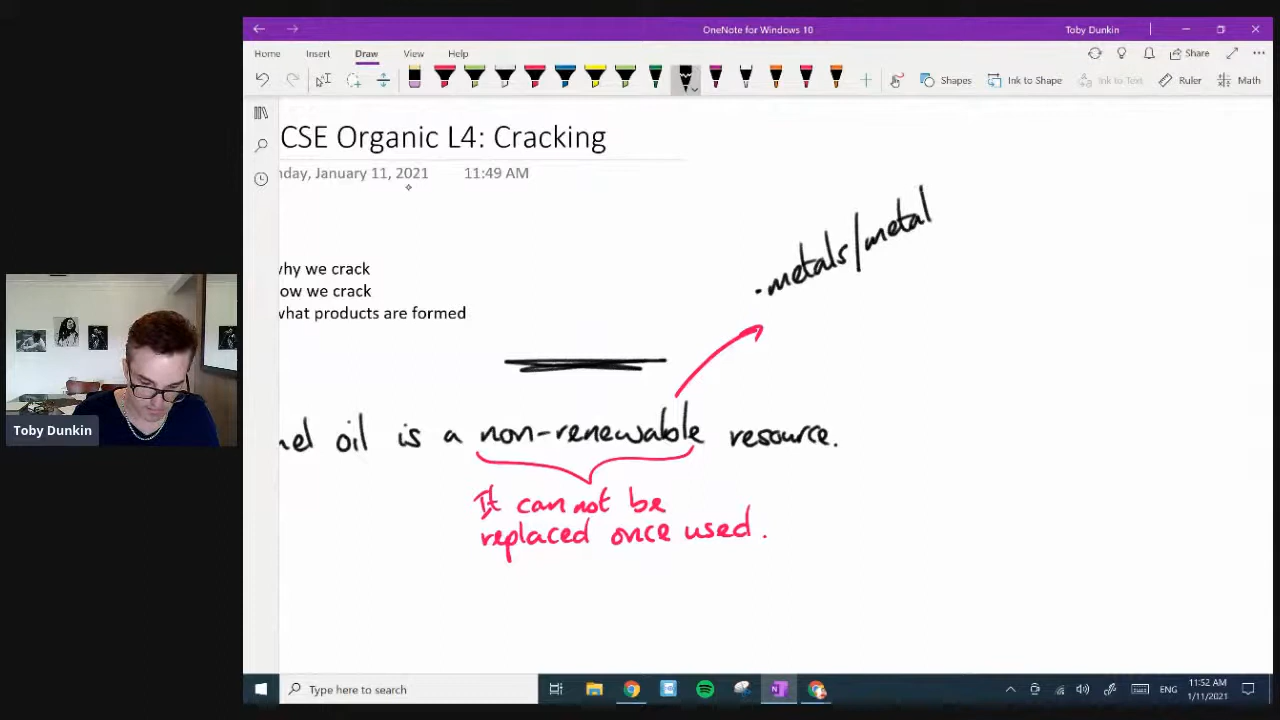 OneNote for Windows 10
Toby Dunkin
Home Insert Draw View Help
Share
Shapes Ink to Shape Ink to Text Ruler Math
CSE Organic L4: Cracking
nday, January 11, 2021 11:49 AM
.metals/metal
why we crack
ow we crack
what products are formed
oil is a non-renewable resource.
It can not be
replaced once used.
Toby Dunkin
Type here to search
ENG
11:52 AM
1/11/2021